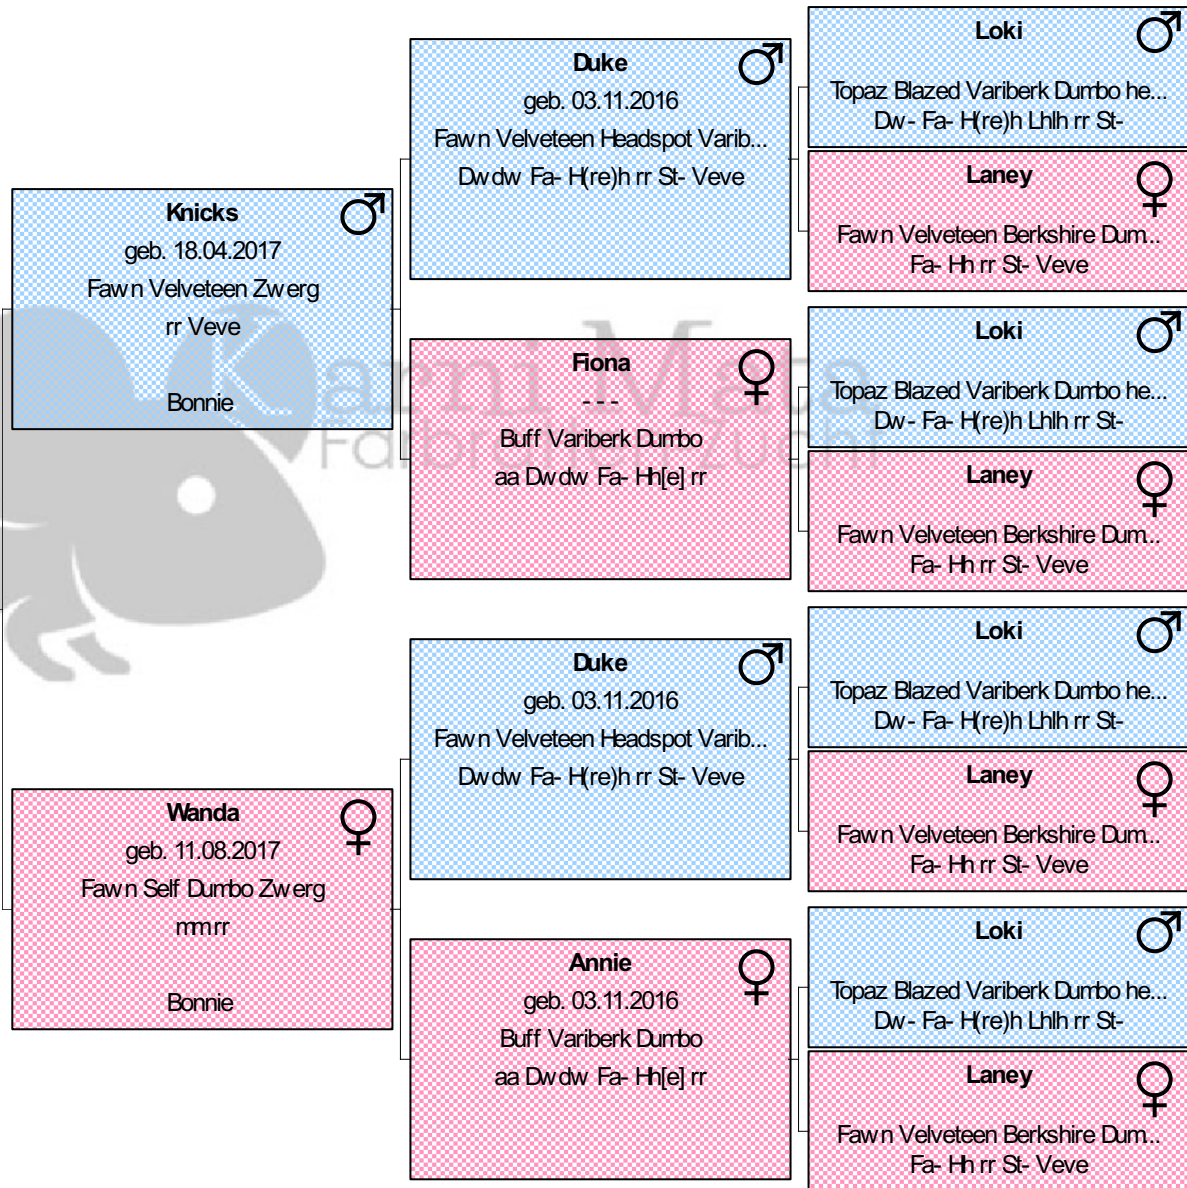 Knicks
geb. 18.04.2017
Fawn Velveteen Zwerg
rr Veve
Bonnie
Wanda
geb. 11.08.2017
Fawn Self Dumbo Zwerg
mm rr
Bonnie
Duke
geb. 03.11.2016
Fawn Velveteen Headspot Varib...
Dwdw Fa- H(re)h rr St- Veve
Fiona
---
Buff Variberk Dumbo
aa Dwdw Fa- Hh[e] rr
Duke
geb. 03.11.2016
Fawn Velveteen Headspot Varib...
Dwdw Fa- H(re)h rr St- Veve
Annie
geb. 03.11.2016
Buff Variberk Dumbo
aa Dwdw Fa- Hh[e] rr
Loki
Topaz Blazed Variberk Dumbo he...
Dw- Fa- H(re)h Lhlh rr St-
Laney
Fawn Velveteen Berkshire Dum...
Fa- Hh rr St- Veve
Loki
Topaz Blazed Variberk Dumbo he...
Dw- Fa- H(re)h Lhlh rr St-
Laney
Fawn Velveteen Berkshire Dum...
Fa- Hh rr St- Veve
Loki
Topaz Blazed Variberk Dumbo he...
Dw- Fa- H(re)h Lhlh rr St-
Laney
Fawn Velveteen Berkshire Dum...
Fa- Hh rr St- Veve
Loki
Topaz Blazed Variberk Dumbo he...
Dw- Fa- H(re)h Lhlh rr St-
Laney
Fawn Velveteen Berkshire Dum...
Fa- Hh rr St- Veve
Karni Mata